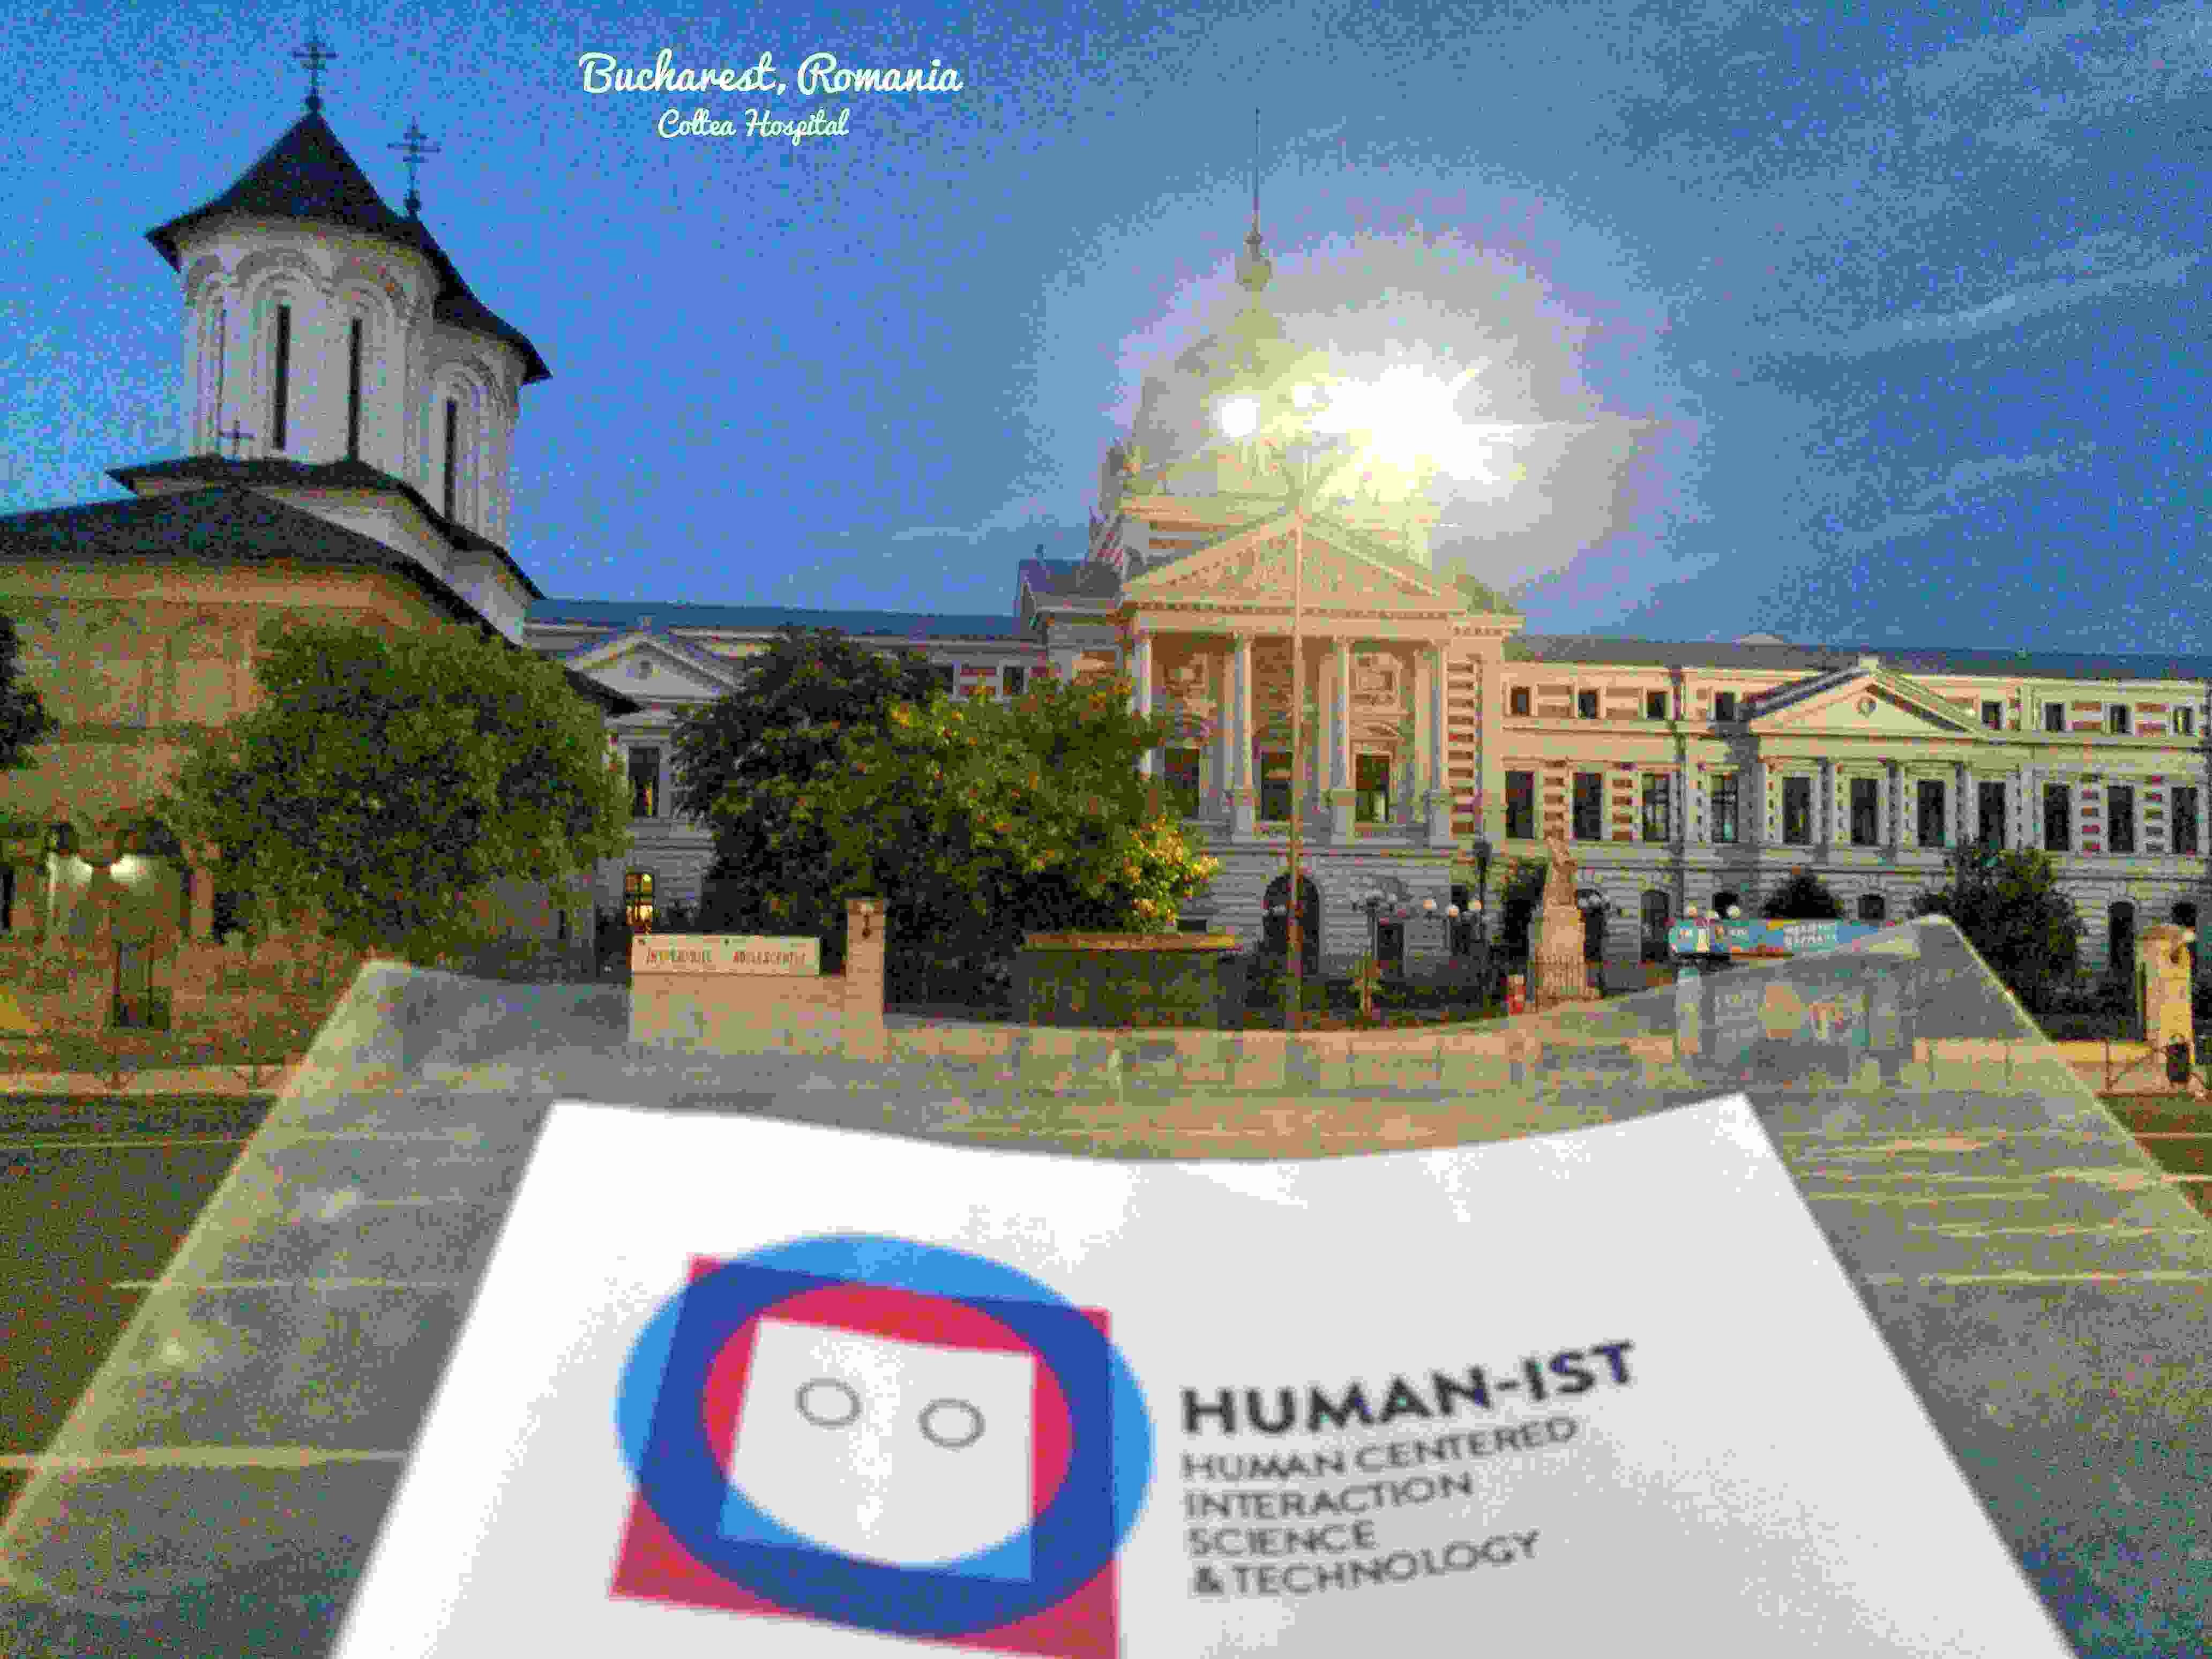 Bucharest, Romania
Coltea Hospital
HUMAN-IST
HUMAN CENTERED
INTERACTION
SCIENCE
& TECHNOLOGY